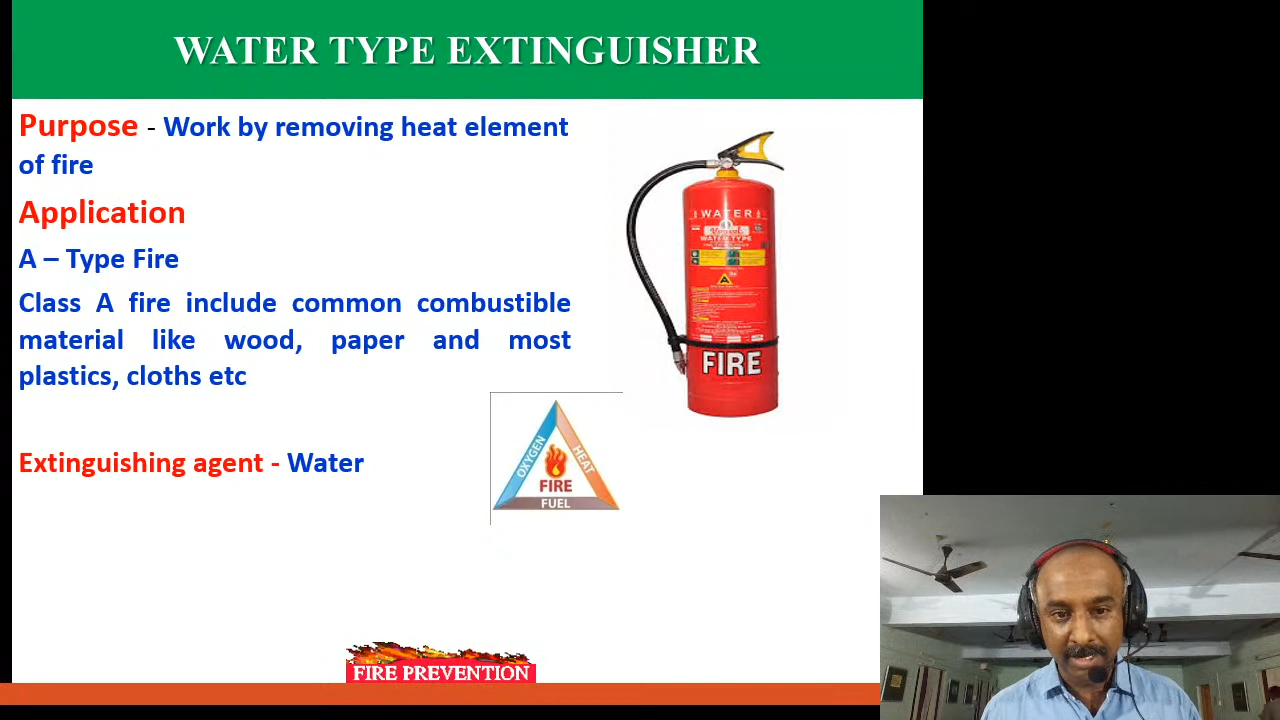 WATER TYPE EXTINGUISHER
Purpose - Work by removing heat element
of fire
Application
A – Type Fire
Class A fire include common combustible
material like wood, paper and most
plastics, cloths etc
Extinguishing agent - Water
WATER
WATER TYPE
A
FIRE
OXYGEN
HEAT
FIRE
FUEL
FIRE PREVENTION